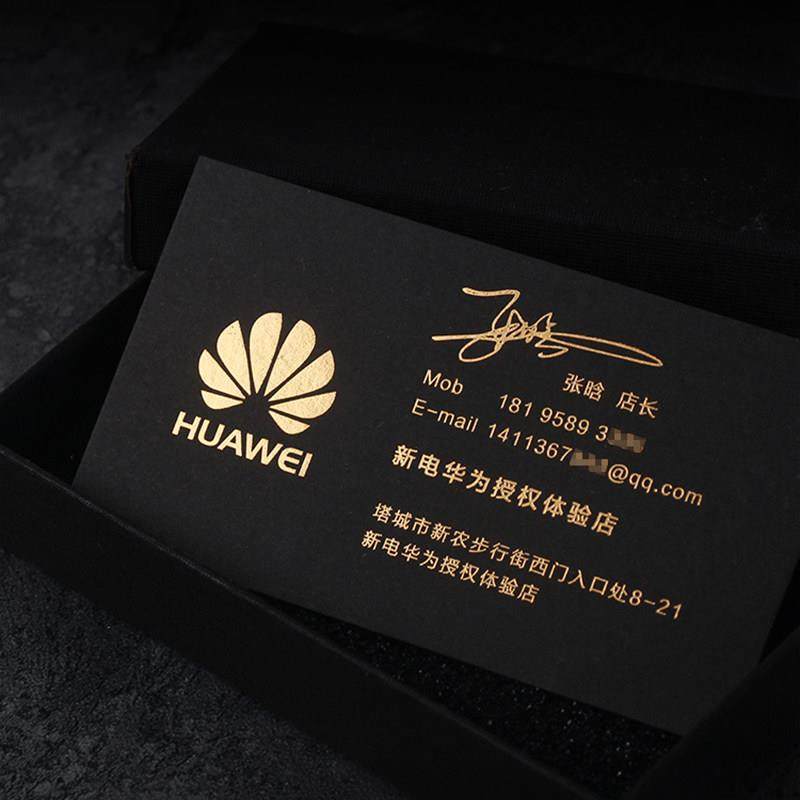 HUAWEI
张晗 店长
Mob 181 9589 3
E-mail 1411367 @qq.com
新电华为授权体验店
塔城市新农步行街西门入口处8-21
新电华为授权体验店